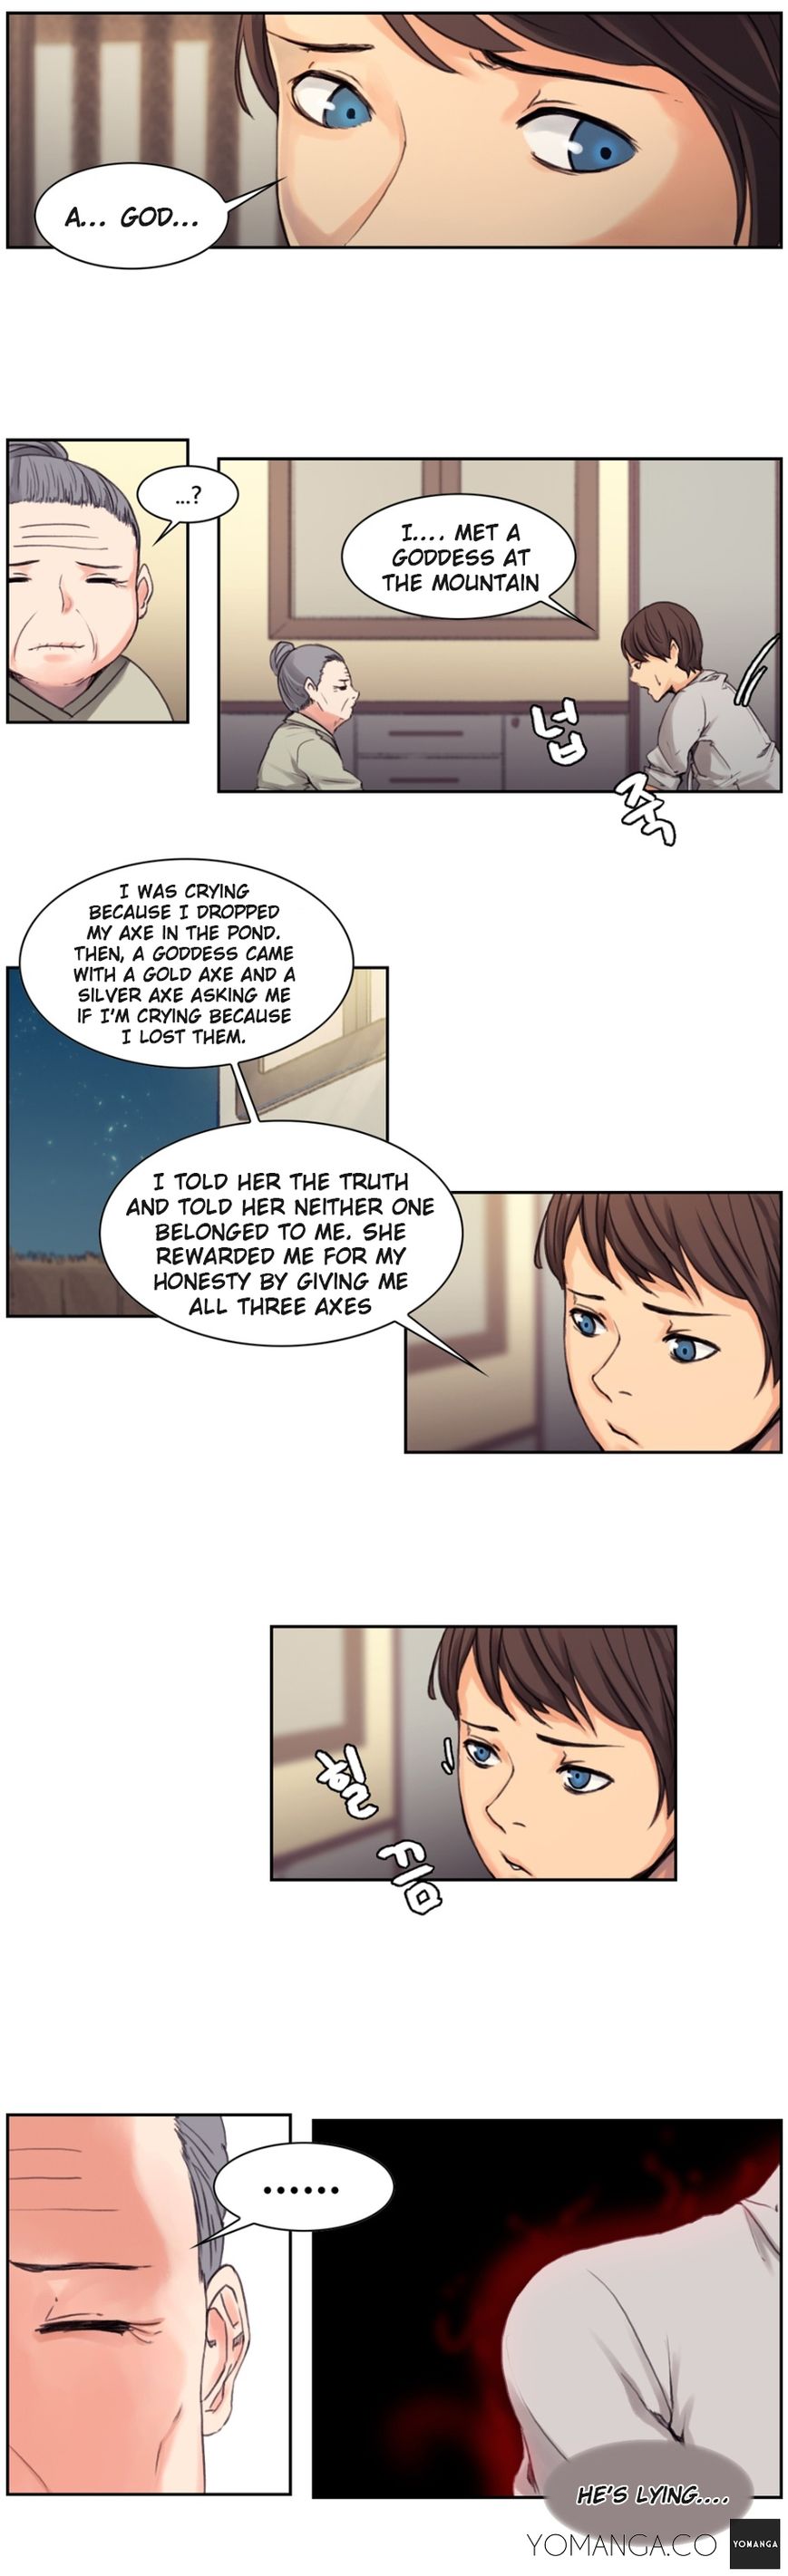 A... GOD...
...?
I.... MET A
GODDESS AT
THE MOUNTAIN
넙
죽
I WAS CRYING
BECAUSE I DROPPED
MY AXE IN THE POND.
THEN, A GODDESS CAME
WITH A GOLD AXE AND A
SILVER AXE ASKING ME
IF I'M CRYING BECAUSE
I LOST THEM.
I TOLD HER THE TRUTH
AND TOLD HER NEITHER ONE
BELONGED TO ME. SHE
REWARDED ME FOR MY
HONESTY BY GIVING ME
ALL THREE AXES
힐
끔
......
HE'S LYING....
YOMANGA.CO
YOMANGA